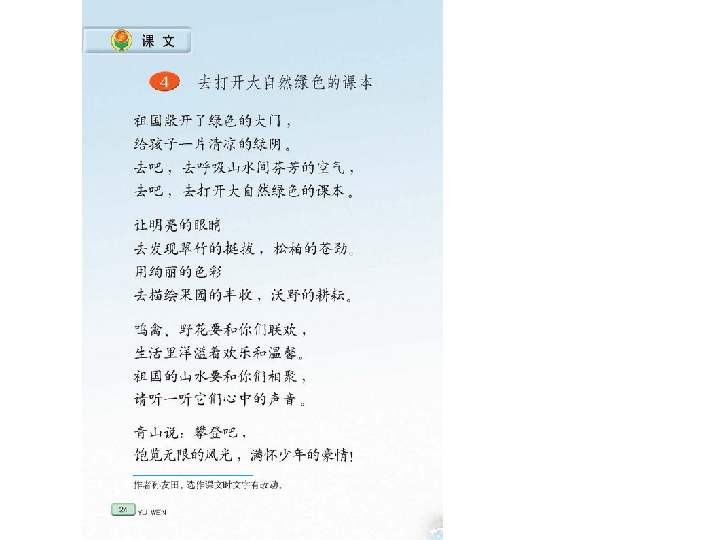 课 文
4 去打开大自然绿色的课本
祖国敞开了绿色的大门，
给孩子一片清凉的绿阴。
去吧，去呼吸山水间芬芳的空气，
去吧，去打开大自然绿色的课本。
让明亮的眼睛
去发现翠竹的挺拔，松柏的苍劲。
用绚丽的色彩
去描绘果园的丰收，沃野的耕耘。
鸣禽、野花要和你们联欢，
生活里洋溢着欢乐和温馨。
祖国的山水要和你们相聚，
请听一听它们心中的声音。
青山说：攀登吧，
饱览无限的风光，满怀少年的豪情！
作者孙友田，选作课文时文字有改动。
24 YU WEN